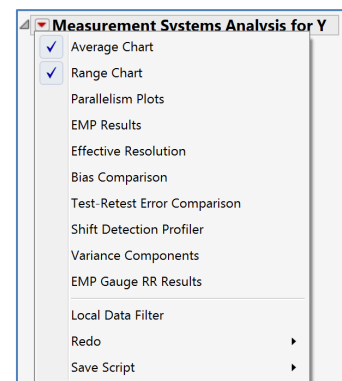 Measurement Systems Analysis for Y
Average Chart
Range Chart
Parallelism Plots
EMP Results
Effective Resolution
Bias Comparison
Test-Retest Error Comparison
Shift Detection Profiler
Variance Components
EMP Gauge RR Results
Local Data Filter
Redo
Save Script